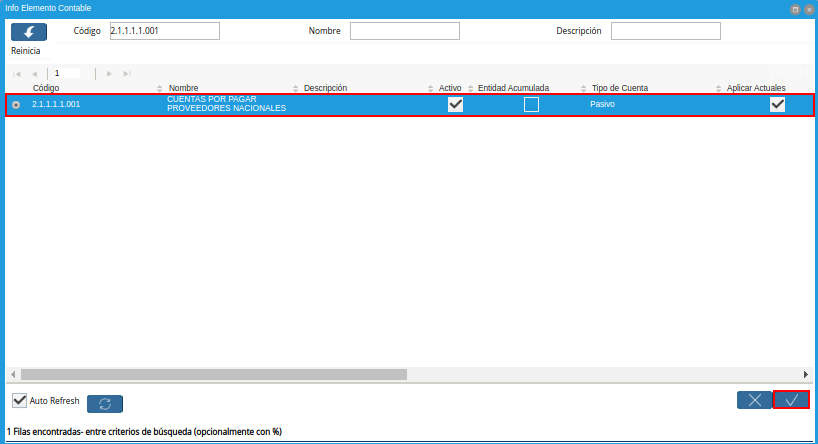 Info Elemento Contable
Código 2.1.1.1.1.001 Nombre Descripción
Reinicia
1
Código Nombre Descripción Activo Entidad Acumulada Tipo de Cuenta Aplicar Actuales
2.1.1.1.1.001 CUENTAS POR PAGAR PROVEEDORES NACIONALES Pasivo
Auto Refresh
1 Filas encontradas- entre criterios de búsqueda (opcionalmente con %)